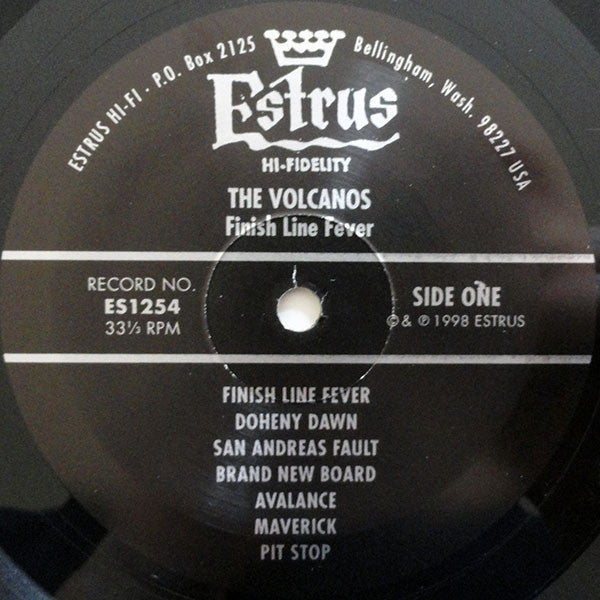 ESTRUS HI-FI - P.O. Box 2125 Bellingham, Wash. 98227 USA
Estrus
HI-FIDELITY
THE VOLCANOS
Finish Line Fever
RECORD NO.
ES1254
33⅓ RPM
SIDE ONE
© & ℗ 1998 ESTRUS
FINISH LINE FEVER
DOHENY DAWN
SAN ANDREAS FAULT
BRAND NEW BOARD
AVALANCE
MAVERICK
PIT STOP